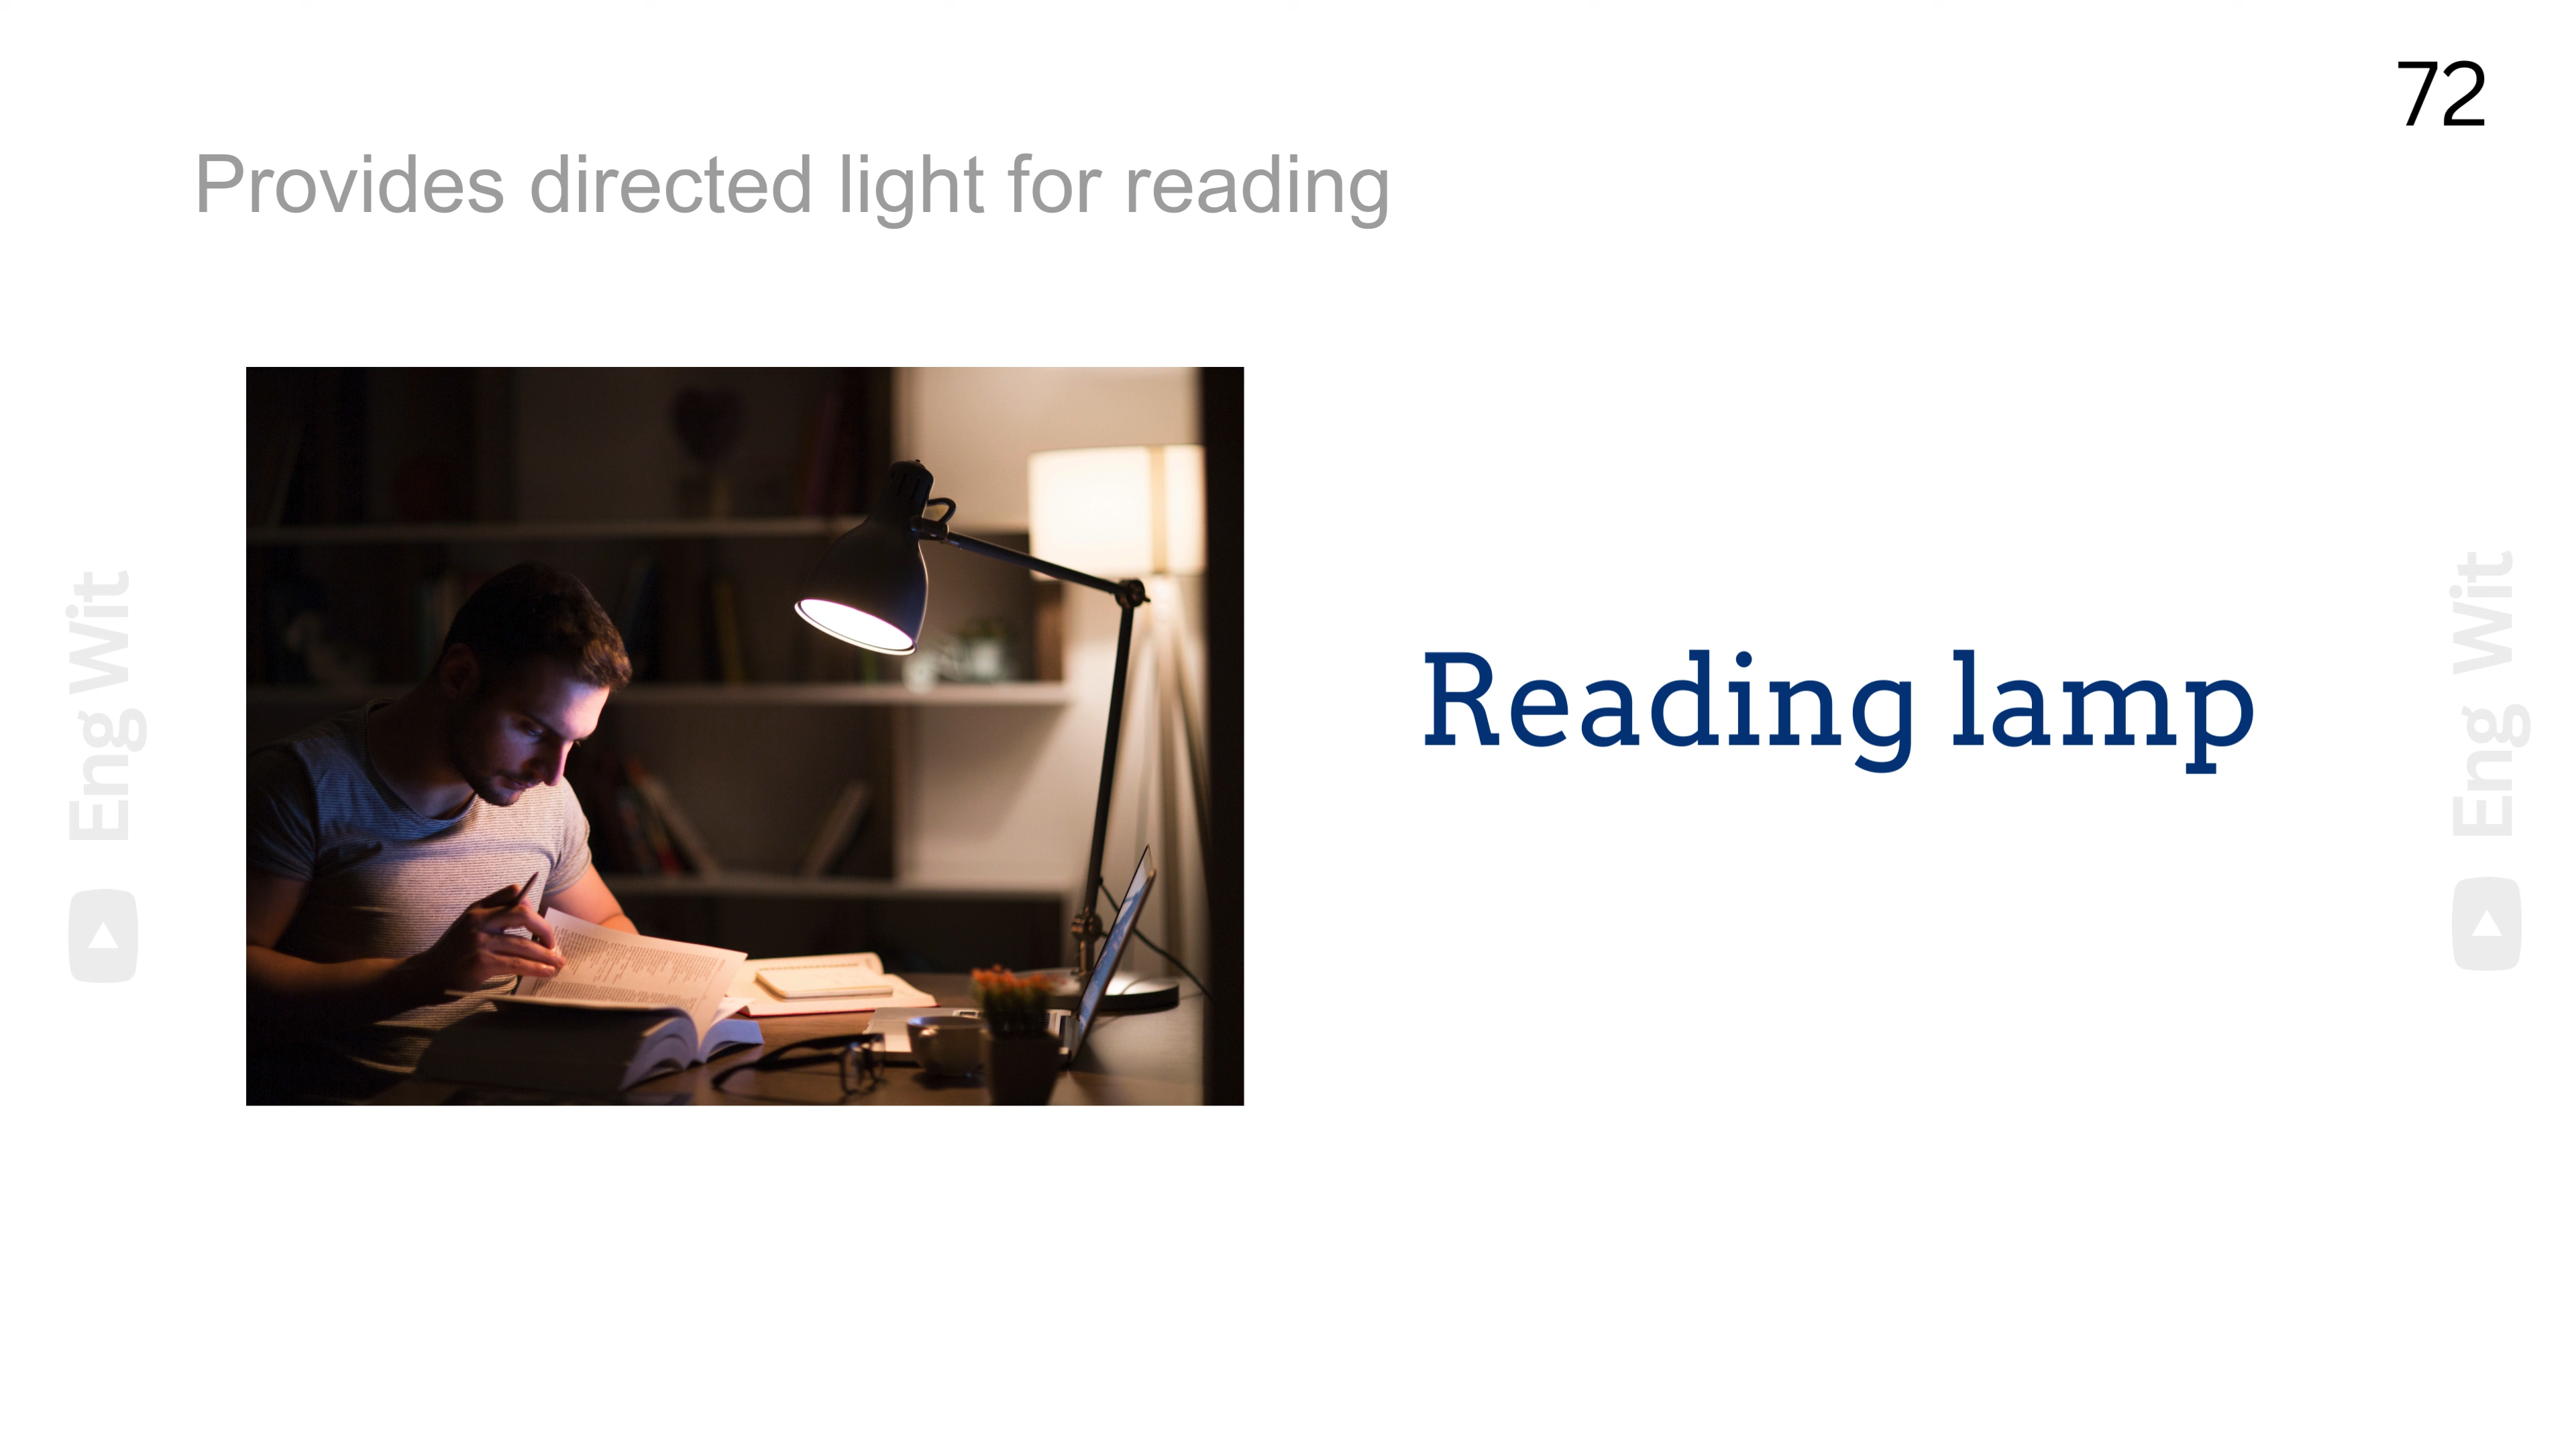 72
Provides directed light for reading
Reading lamp
Eng Wit
Eng Wit